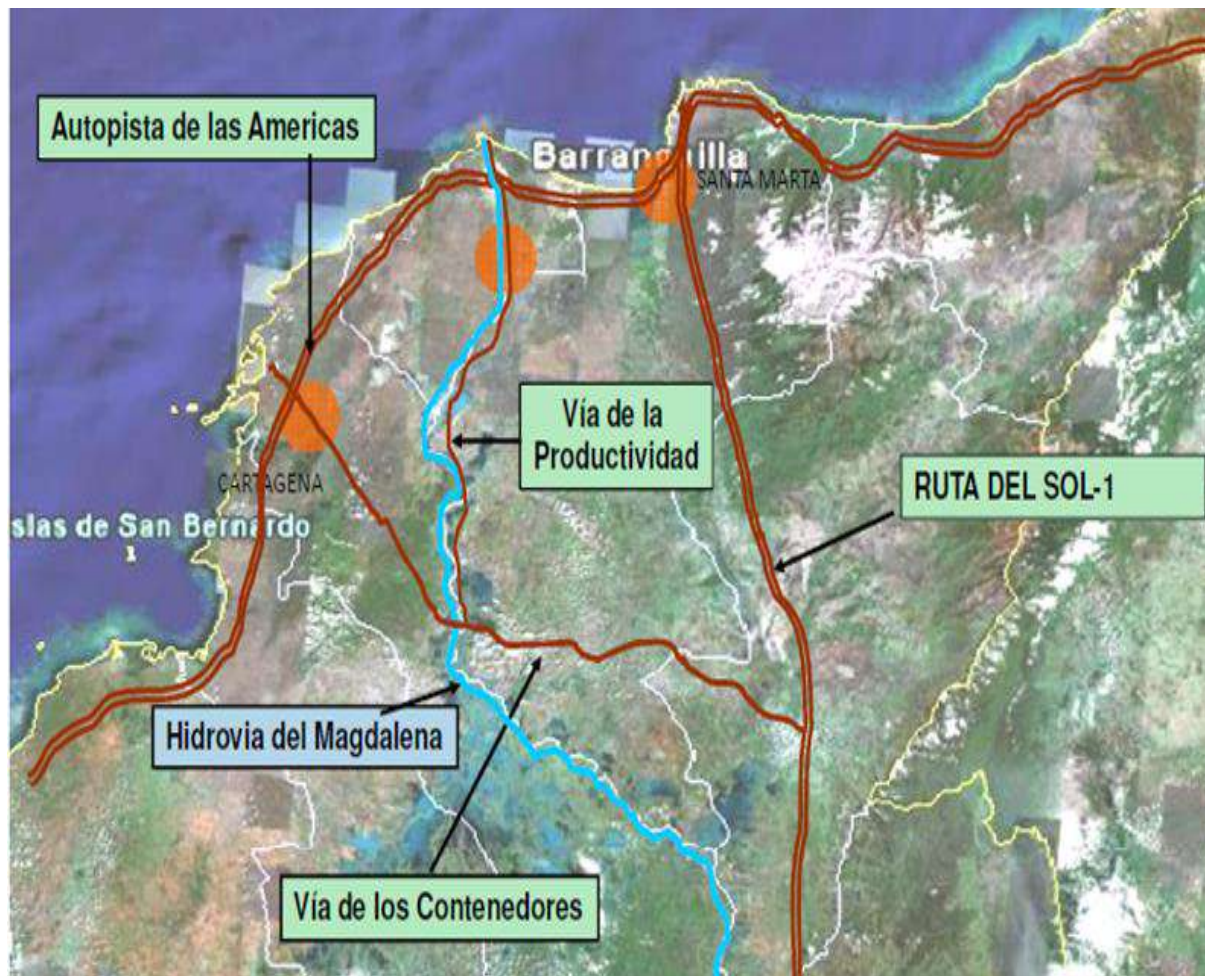 Autopista de las Americas
Barranquilla
SANTA MARTA
Vía de la
Productividad
RUTA DEL SOL-1
CARTAGENA
slas de San Bernardo
Hidrovia del Magdalena
Vía de los Contenedores